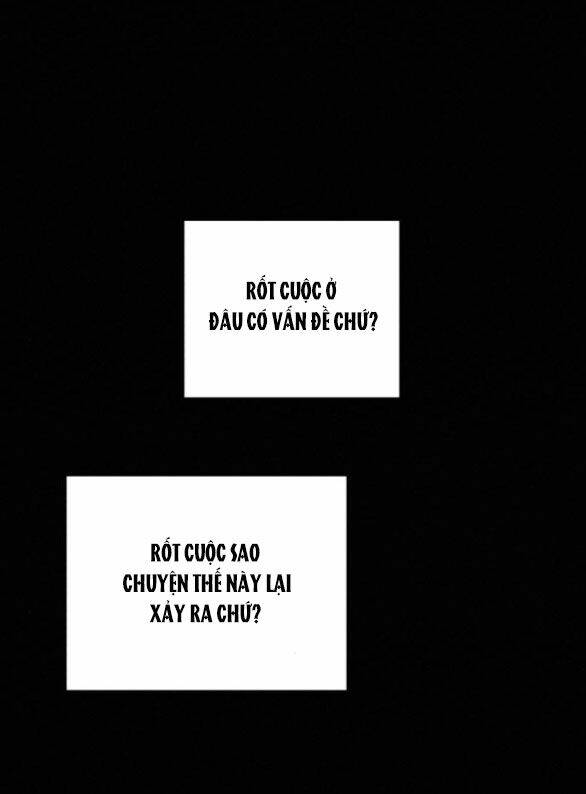 RỐT CUỘC Ở
ĐÂU CÓ VẤN ĐỀ CHỨ?
RỐT CUỘC SAO
CHUYỆN THẾ NÀY LẠI
XẢY RA CHỨ?